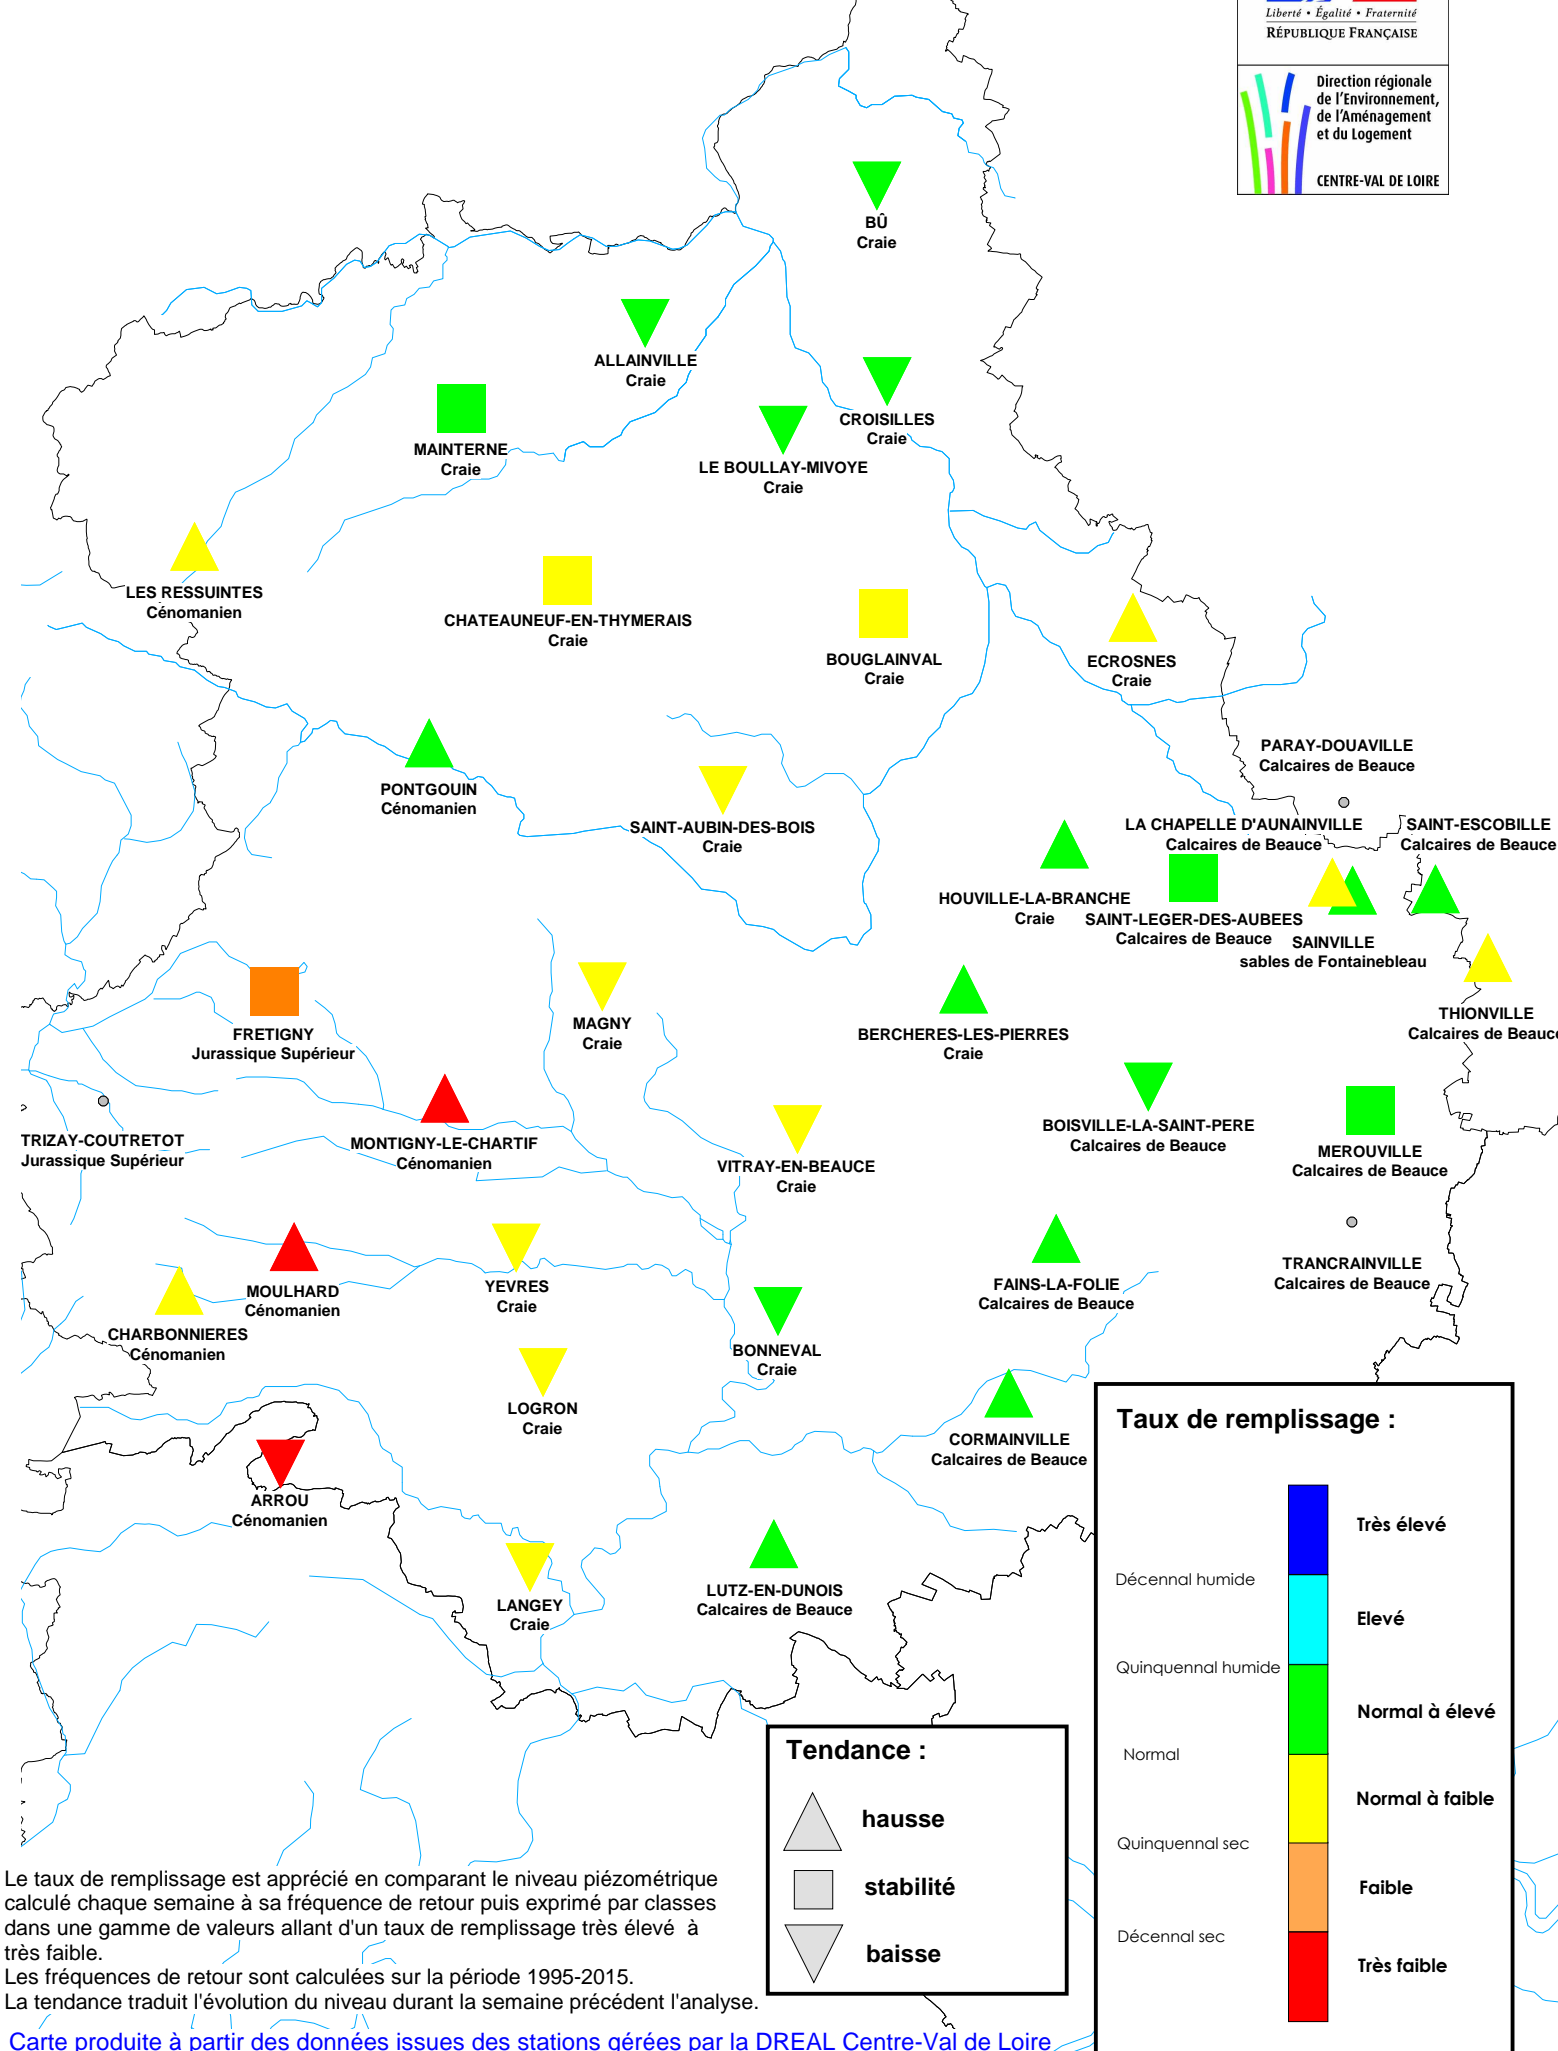 Liberté • Égalité • Fraternité
RÉPUBLIQUE FRANÇAISE
Direction régionale
de l'Environnement,
de l'Aménagement
et du Logement
CENTRE-VAL DE LOIRE
BÛ
Craie
ALLAINVILLE
Craie
CROISILLES
Craie
MAINTERNE
Craie
LE BOULLAY-MIVOYE
Craie
LES RESSUINTES
Cénomanien
CHATEAUNEUF-EN-THYMERAIS
Craie
BOUGLAINVAL
Craie
ECROSNES
Craie
PARAY-DOUAVILLE
Calcaires de Beauce
PONTGOUIN
Cénomanien
SAINT-AUBIN-DES-BOIS
Craie
LA CHAPELLE D'AUNAINVILLE
Calcaires de Beauce
SAINT-ESCOBILLE
Calcaires de Beauce
HOUVILLE-LA-BRANCHE
Craie
SAINT-LEGER-DES-AUBEES
Calcaires de Beauce
SAINVILLE
sables de Fontainebleau
THIONVILLE
Calcaires de Beauce
FRETIGNY
Jurassique Supérieur
MAGNY
Craie
BERCHERES-LES-PIERRES
Craie
TRIZAY-COUTRETOT
Jurassique Supérieur
MONTIGNY-LE-CHARTIF
Cénomanien
VITRAY-EN-BEAUCE
Craie
BOISVILLE-LA-SAINT-PERE
Calcaires de Beauce
MEROUVILLE
Calcaires de Beauce
MOULHARD
Cénomanien
YEVRES
Craie
FAINS-LA-FOLIE
Calcaires de Beauce
TRANCRAINVILLE
Calcaires de Beauce
CHARBONNIERES
Cénomanien
BONNEVAL
Craie
LOGRON
Craie
CORMAINVILLE
Calcaires de Beauce
ARROU
Cénomanien
LANGEY
Craie
LUTZ-EN-DUNOIS
Calcaires de Beauce
Taux de remplissage :
Très élevé
Décennal humide
Elevé
Quinquennal humide
Normal à élevé
Normal
Normal à faible
Quinquennal sec
Faible
Décennal sec
Très faible
Tendance :
hausse
stabilité
baisse
Le taux de remplissage est apprécié en comparant le niveau piézométrique
calculé chaque semaine à sa fréquence de retour puis exprimé par classes
dans une gamme de valeurs allant d'un taux de remplissage très élevé à
très faible.
Les fréquences de retour sont calculées sur la période 1995-2015.
La tendance traduit l'évolution du niveau durant la semaine précédent l'analyse.
Carte produite à partir des données issues des stations gérées par la DREAL Centre-Val de Loire